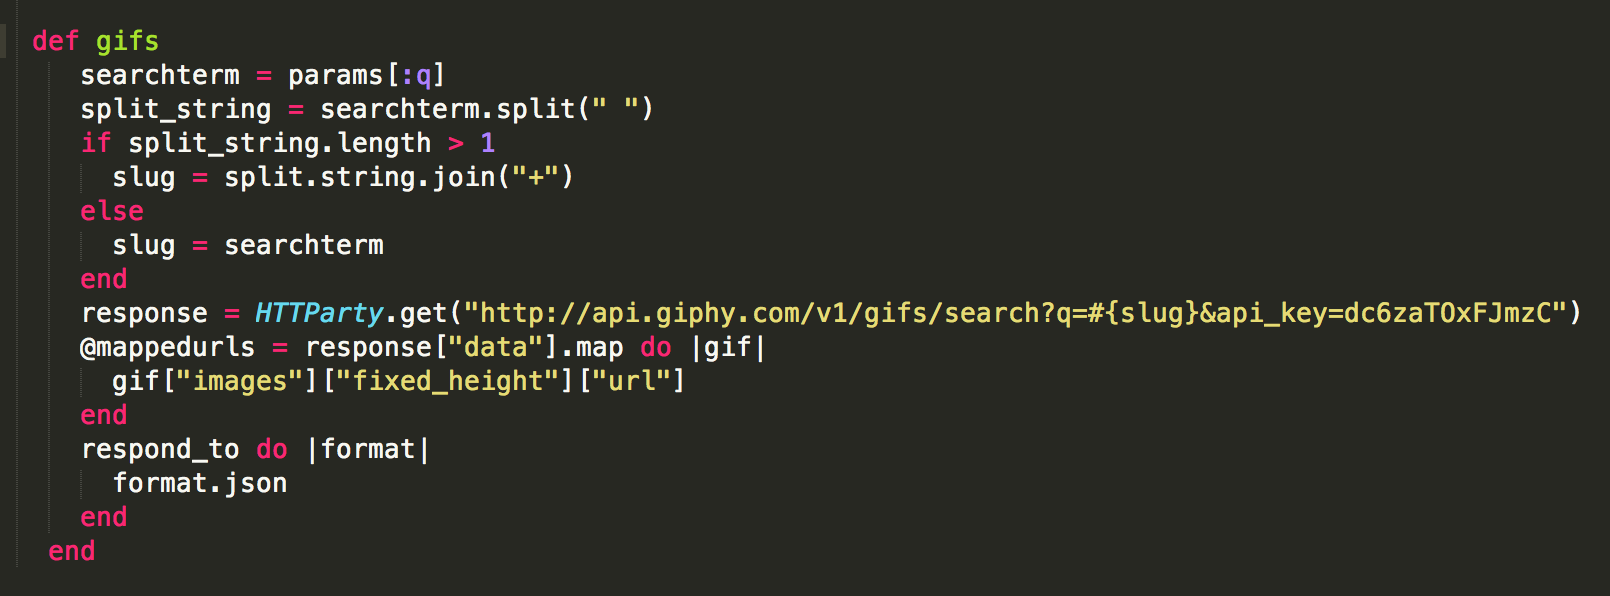 def gifs
searchterm = params[:q]
split_string = searchterm.split(" ")
if split_string.length > 1
slug = split.string.join("+")
else
slug = searchterm
end
response = HTTParty.get("http://api.giphy.com/v1/gifs/search?q=#{slug}&api_key=dc6zaTOxFJmzC")
@mappedurls = response["data"].map do |gif|
gif["images"]["fixed_height"]["url"]
end
respond_to do |format|
format.json
end
end